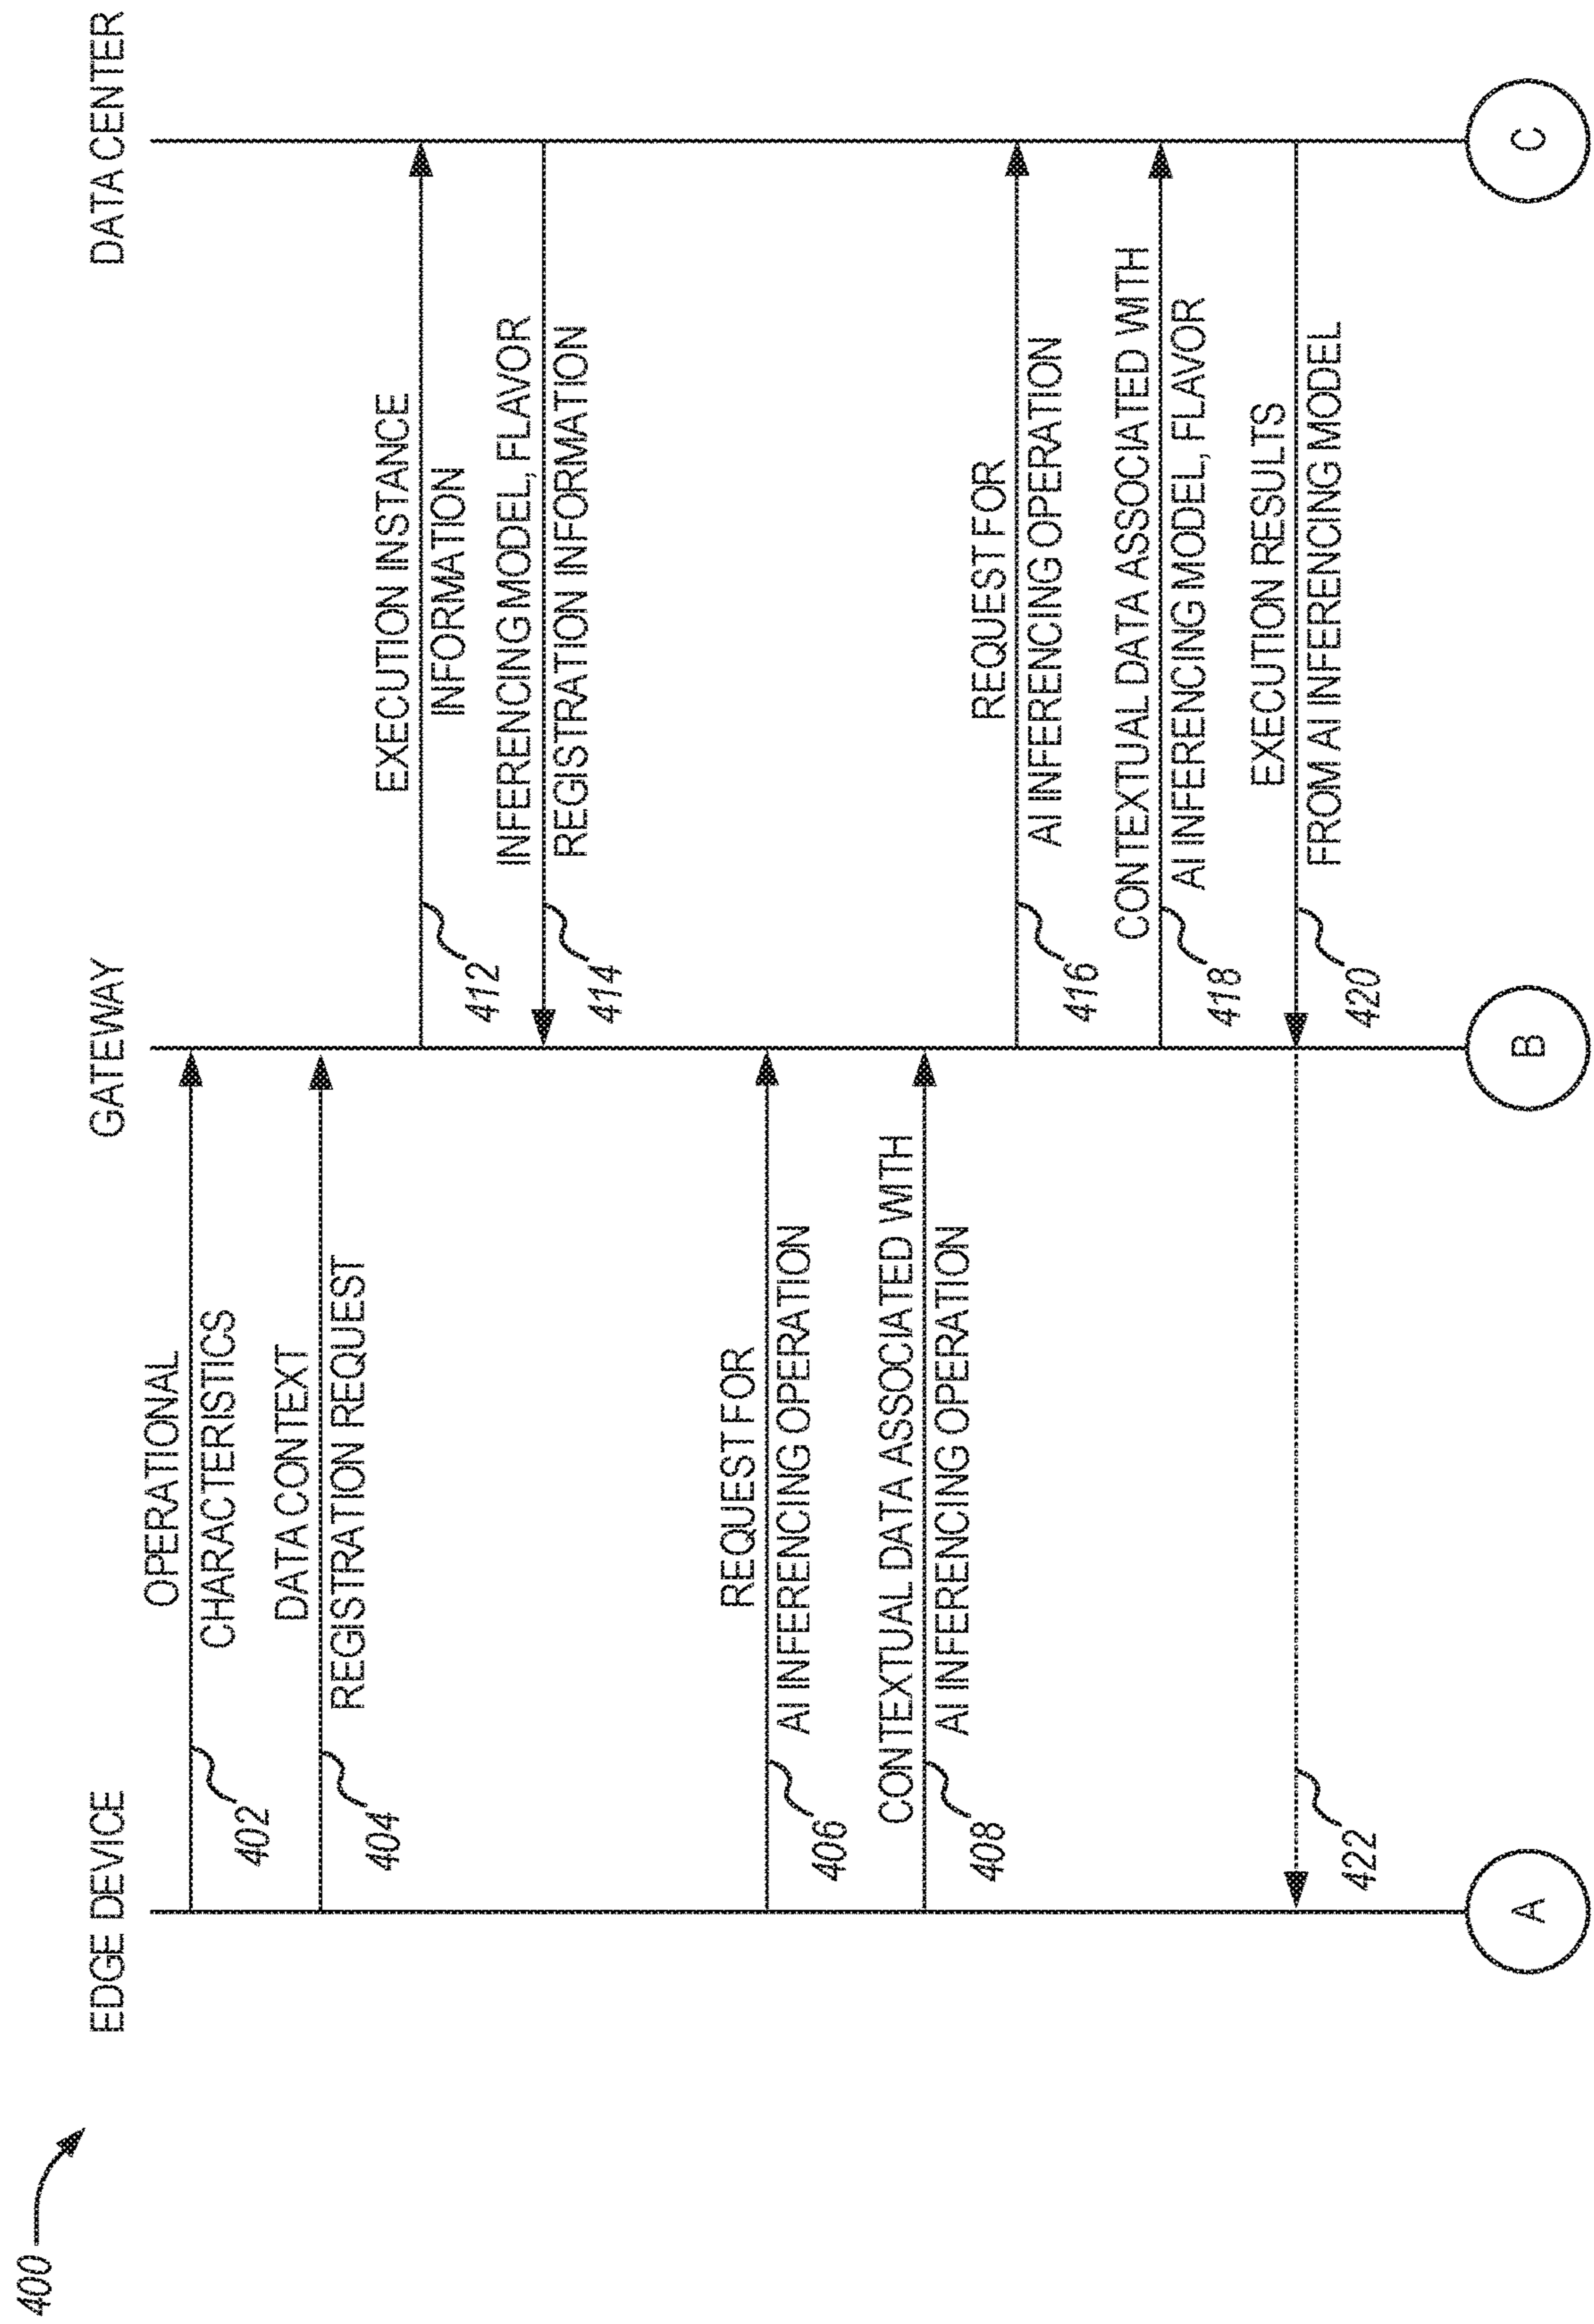 400
EDGE DEVICE
GATEWAY
DATA CENTER
OPERATIONAL
CHARACTERISTICS
402
DATA CONTEXT
REGISTRATION REQUEST
404
EXECUTION INSTANCE
INFORMATION
412
INFERENCING MODEL, FLAVOR
REGISTRATION INFORMATION
414
REQUEST FOR
AI INFERENCING OPERATION
406
CONTEXTUAL DATA ASSOCIATED WITH
AI INFERENCING OPERATION
408
REQUEST FOR
AI INFERENCING OPERATION
416
CONTEXTUAL DATA ASSOCIATED WITH
AI INFERENCING MODEL, FLAVOR
418
EXECUTION RESULTS
FROM AI INFERENCING MODEL
420
422
A
B
C